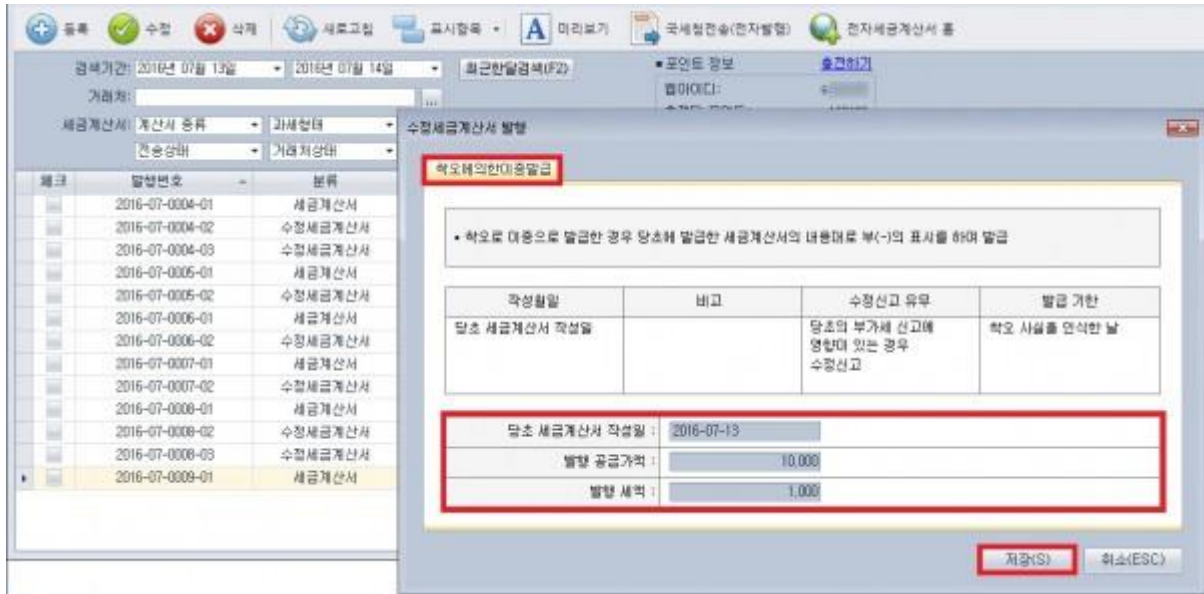 등록 수정 삭제 새로고침 표시항목 A 미리보기 국세청전송(전자발행) 전자세금계산서 홈
검색기간: 2016년 07월 13일 2016년 07월 14일 최근한달검색(F2) ■포인트 정보 충전하기
거래처: ... 웹아이디:
세금계산서: 계산서 종류 과세형태
전송상태 거래처상태
체크 발행번호 분류
2016-07-0004-01 세금계산서
2016-07-0004-02 수정세금계산서
2016-07-0004-03 수정세금계산서
2016-07-0005-01 세금계산서
2016-07-0005-02 수정세금계산서
2016-07-0006-01 세금계산서
2016-07-0006-02 수정세금계산서
2016-07-0007-01 세금계산서
2016-07-0007-02 수정세금계산서
2016-07-0008-01 세금계산서
2016-07-0008-02 수정세금계산서
2016-07-0008-03 수정세금계산서
2016-07-0009-01 세금계산서
수정세금계산서 발행
착오에의한이중발급
• 착오로 이중으로 발급한 경우 당초에 발급한 세금계산서의 내용대로 부(-)의 표시를 하여 발급
작성월일 비고 수정신고 유무 발급 기한
당초 세금계산서 작성일 당초의 부가세 신고에 착오 사실을 인식한 날
영향이 있는 경우
수정신고
당초 세금계산서 작성일 : 2016-07-13
발행 공급가액 : 10,000
발행 세액 : 1,000
저장(S) 취소(ESC)